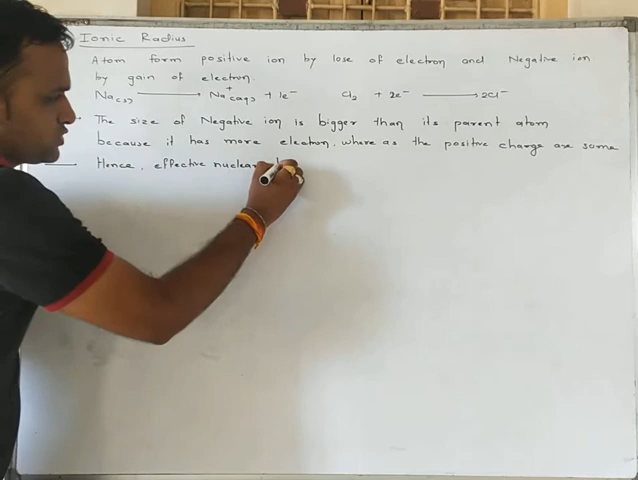 Ionic Radius
Atom form positive ion by lose of electron and Negative ion
by gain of electron.
Na(s) ⟶ Na⁺(aq) + 1e⁻ Cl₂ + 2e⁻ ⟶ 2Cl⁻
The size of Negative ion is bigger than its parent atom
because it has more electron, where as the positive charge are same
Hence, effective nuclear